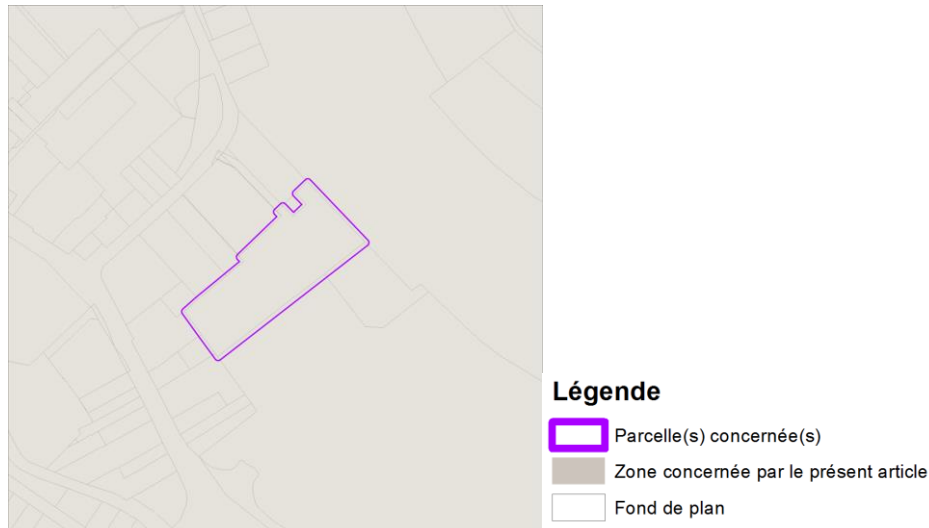 Légende
Parcelle(s) concernée(s)
Zone concernée par le présent article
Fond de plan